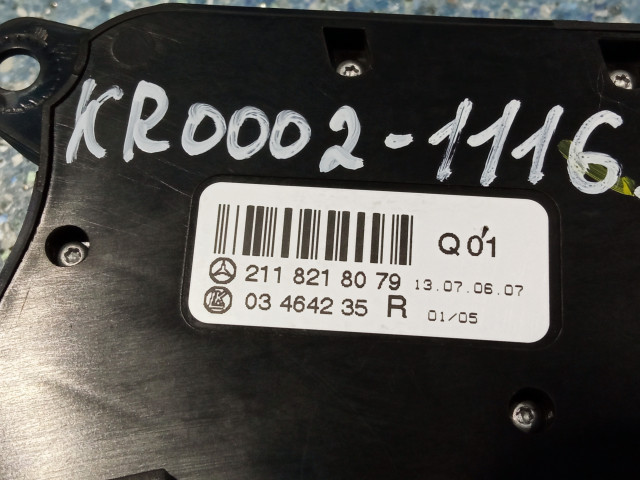 KR0002-1116
Q01
211 821 80 79 13.07.06.07
03 4642 35 R 01/05